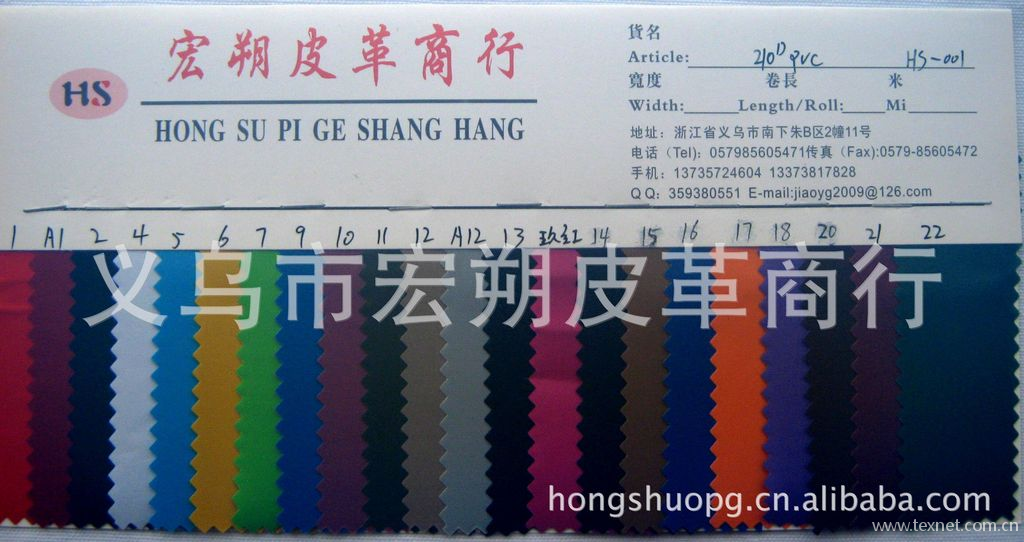 宏朔皮革商行
HS
HONG SU PI GE SHANG HANG
貨名
Article: 210D PVC HS-001
寬度 卷長 米
Width: Length/Roll: Mi
地址：浙江省义乌市南下朱B区2幢11号
电话（Tel): 057985605471传真（Fax):0579-85605472
手机：13735724604 13373817828
QQ：359380551 E-mail:jiaoyg2009@126.com
1 A1 2 4 5 6 7 9 10 11 12 A12 13 玫红 14 15 16 17 18 20 21 22
义乌市宏朔皮革商行
hongshuopg.cn.alibaba.com
www.texnet.com.cn